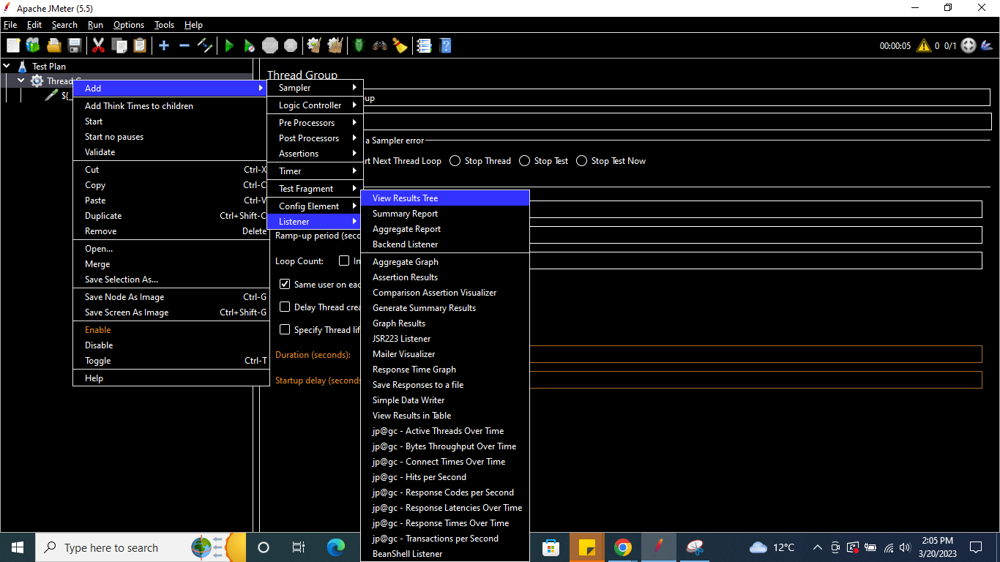 Apache JMeter (5.5)
File Edit Search Run Options Tools Help
00:00:05 0 0/1
Test Plan
Thread
${_
Add
Add Think Times to children
Start
Start no pauses
Validate
Cut Ctrl-X
Copy Ctrl-C
Paste Ctrl-V
Duplicate Ctrl+Shift-C
Remove Delete
Open...
Merge
Save Selection As...
Save Node As Image Ctrl-G
Save Screen As Image Ctrl+Shift-G
Enable
Disable
Toggle Ctrl-T
Help
Sampler
Logic Controller
Pre Processors
Post Processors
Assertions
Timer
Test Fragment
Config Element
Listener
View Results Tree
Summary Report
Aggregate Report
Backend Listener
Aggregate Graph
Assertion Results
Comparison Assertion Visualizer
Generate Summary Results
Graph Results
JSR223 Listener
Mailer Visualizer
Response Time Graph
Save Responses to a file
Simple Data Writer
View Results in Table
jp@gc - Active Threads Over Time
jp@gc - Bytes Throughput Over Time
jp@gc - Connect Times Over Time
jp@gc - Hits per Second
jp@gc - Response Codes per Second
jp@gc - Response Latencies Over Time
jp@gc - Response Times Over Time
jp@gc - Transactions per Second
BeanShell Listener
Thread Group
up
a Sampler error
rt Next Thread Loop Stop Thread Stop Test Stop Test Now
Ramp-up period (seco
Loop Count: In
Same user on eac
Delay Thread crea
Specify Thread lif
Duration (seconds):
Startup delay (seconds
Type here to search
12°C
2:05 PM
3/20/2023